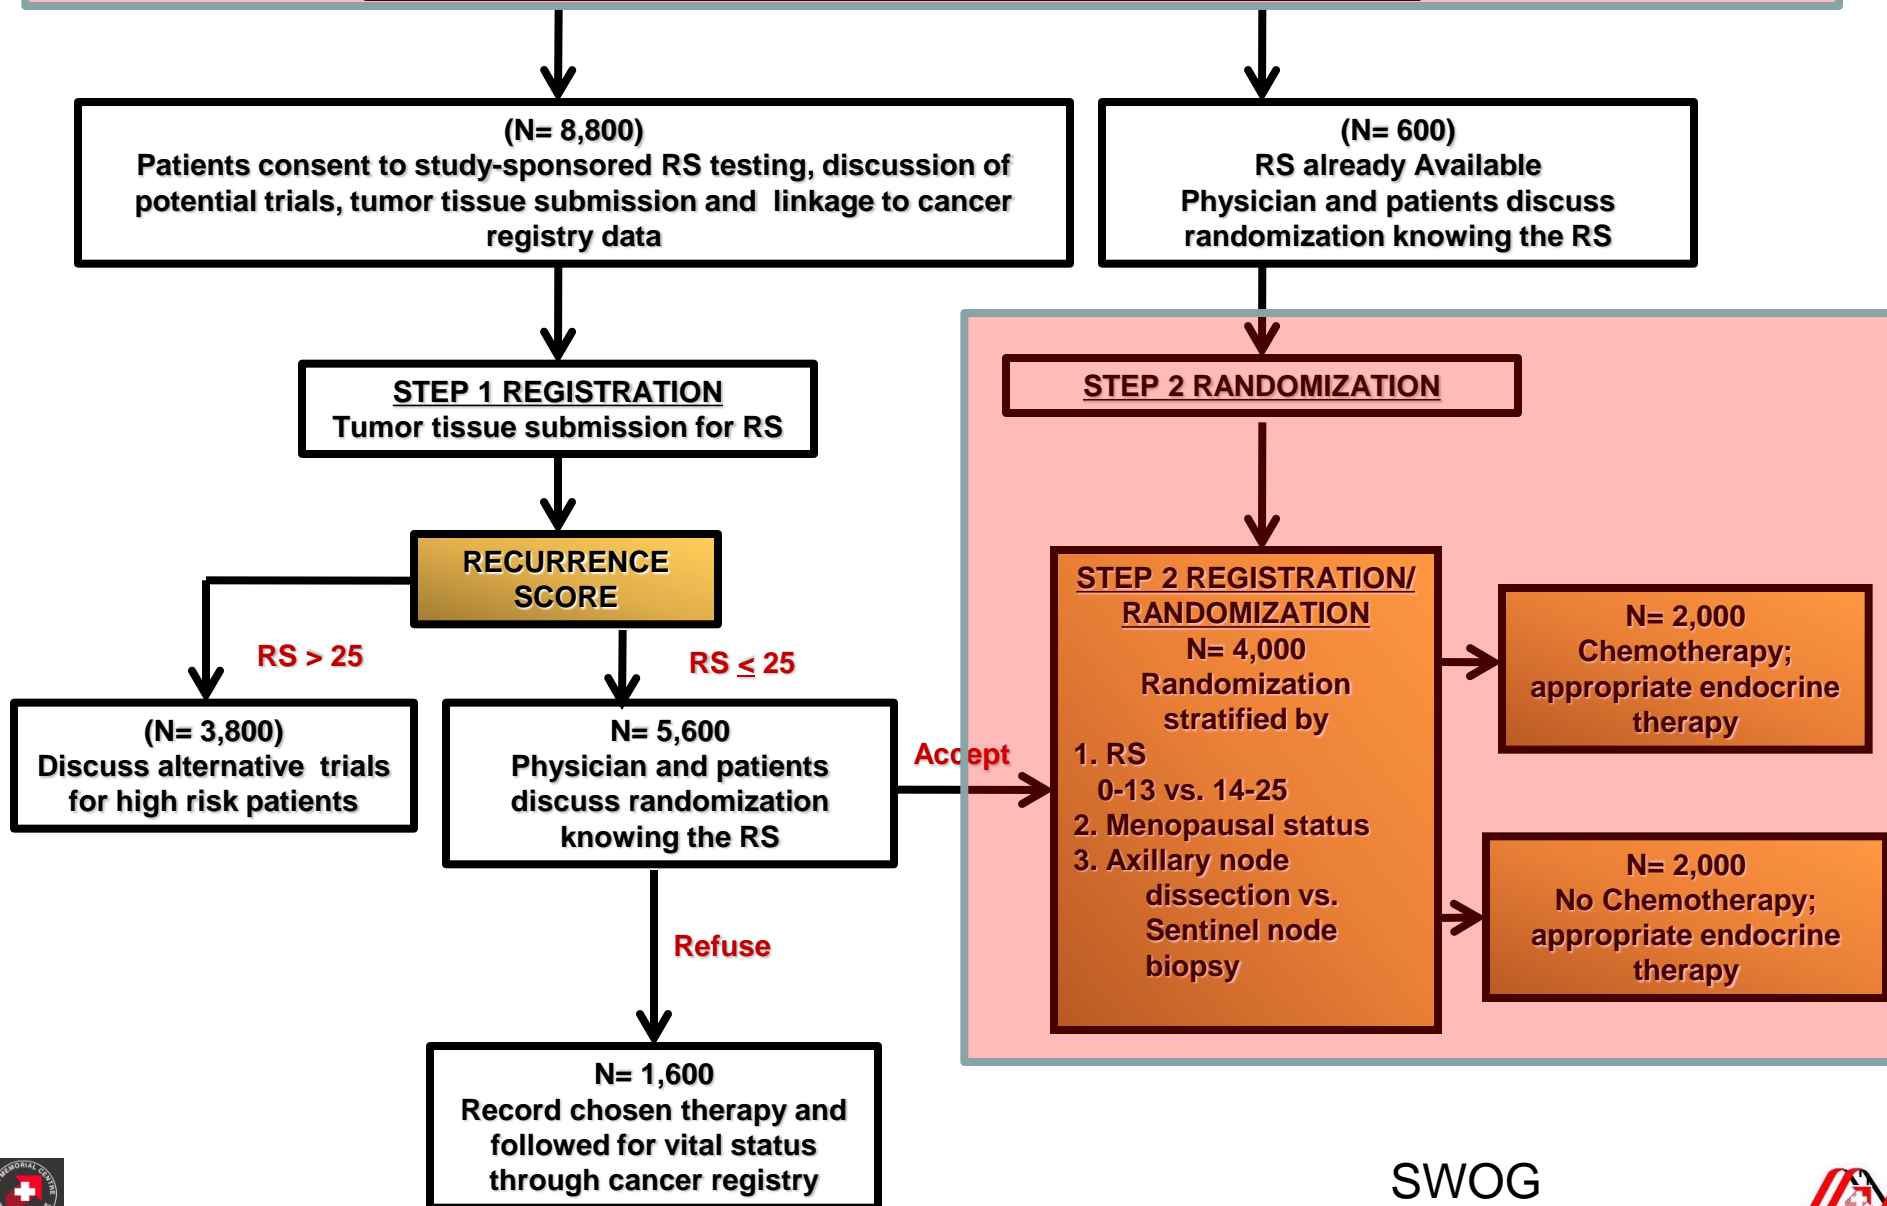 (N= 8,800)
Patients consent to study-sponsored RS testing, discussion of
potential trials, tumor tissue submission and linkage to cancer
registry data
(N= 600)
RS already Available
Physician and patients discuss
randomization knowing the RS
STEP 1 REGISTRATION
Tumor tissue submission for RS
STEP 2 RANDOMIZATION
RECURRENCE
SCORE
RS > 25
RS ≤ 25
(N= 3,800)
Discuss alternative trials
for high risk patients
N= 5,600
Physician and patients
discuss randomization
knowing the RS
Accept
Refuse
STEP 2 REGISTRATION/
RANDOMIZATION
N= 4,000
Randomization
stratified by
1. RS
0-13 vs. 14-25
2. Menopausal status
3. Axillary node
dissection vs.
Sentinel node
biopsy
N= 2,000
Chemotherapy;
appropriate endocrine
therapy
N= 2,000
No Chemotherapy;
appropriate endocrine
therapy
N= 1,600
Record chosen therapy and
followed for vital status
through cancer registry
MEMORIAL CENTRE
SWOG